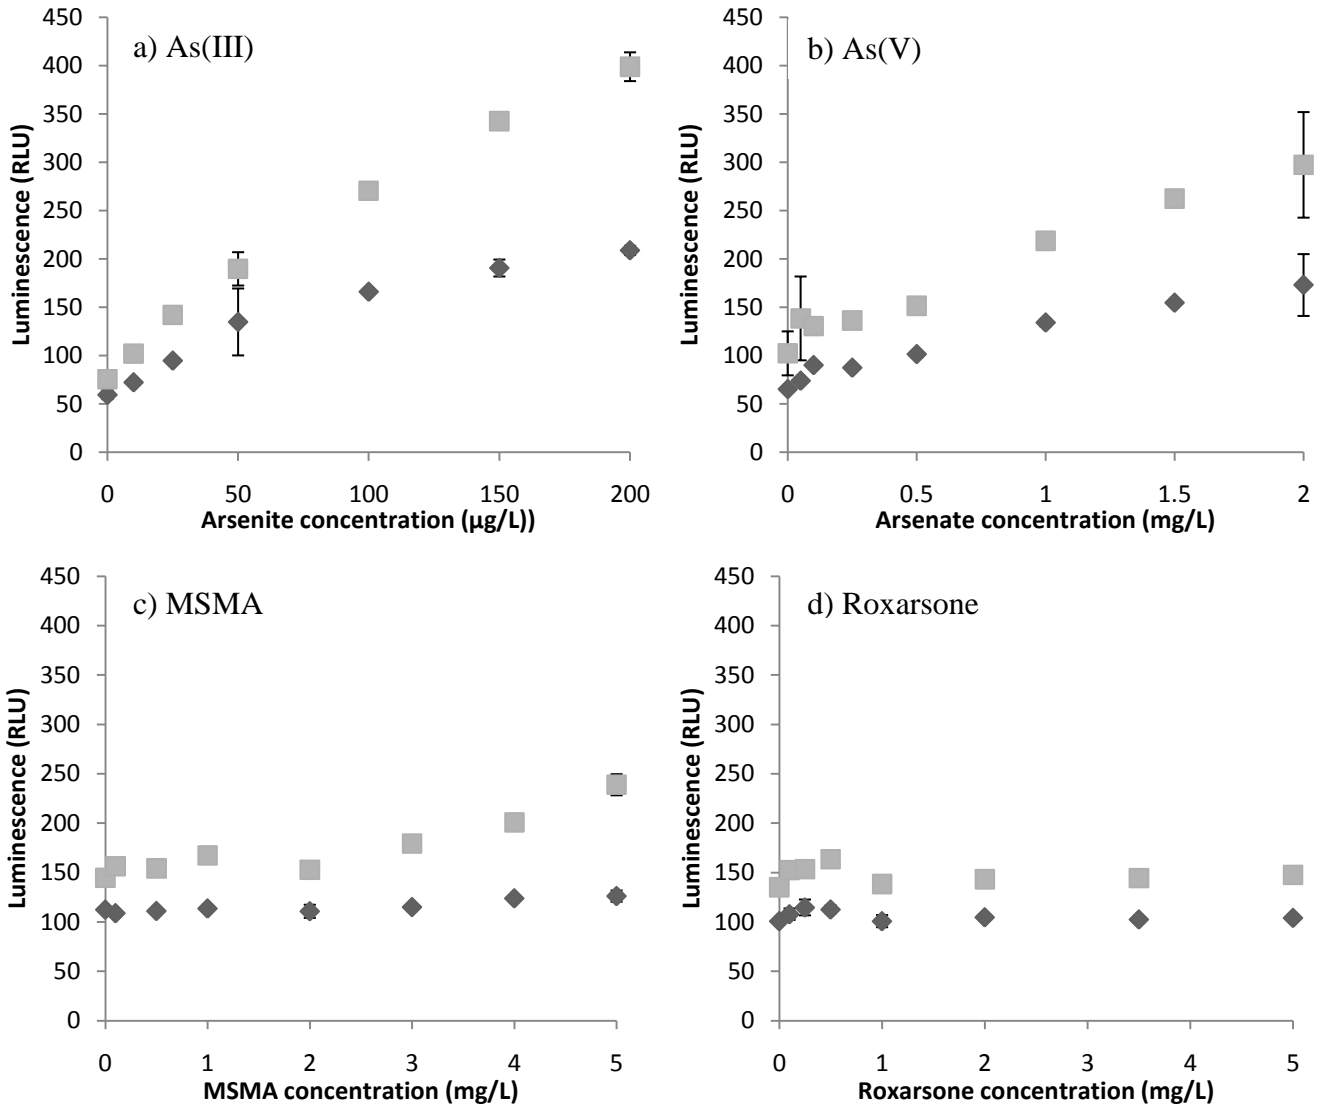 a) As(III)
450
400
350
300
250
200
150
100
50
0
Luminescence (RLU)
0 50 100 150 200
Arsenite concentration (µg/L))
b) As(V)
450
400
350
300
250
200
150
100
50
0
Luminescence (RLU)
0 0.5 1 1.5 2
Arsenate concentration (mg/L)
c) MSMA
450
400
350
300
250
200
150
100
50
0
Luminescence (RLU)
0 1 2 3 4 5
MSMA concentration (mg/L)
d) Roxarsone
450
400
350
300
250
200
150
100
50
0
Luminescence (RLU)
0 1 2 3 4 5
Roxarsone concentration (mg/L)